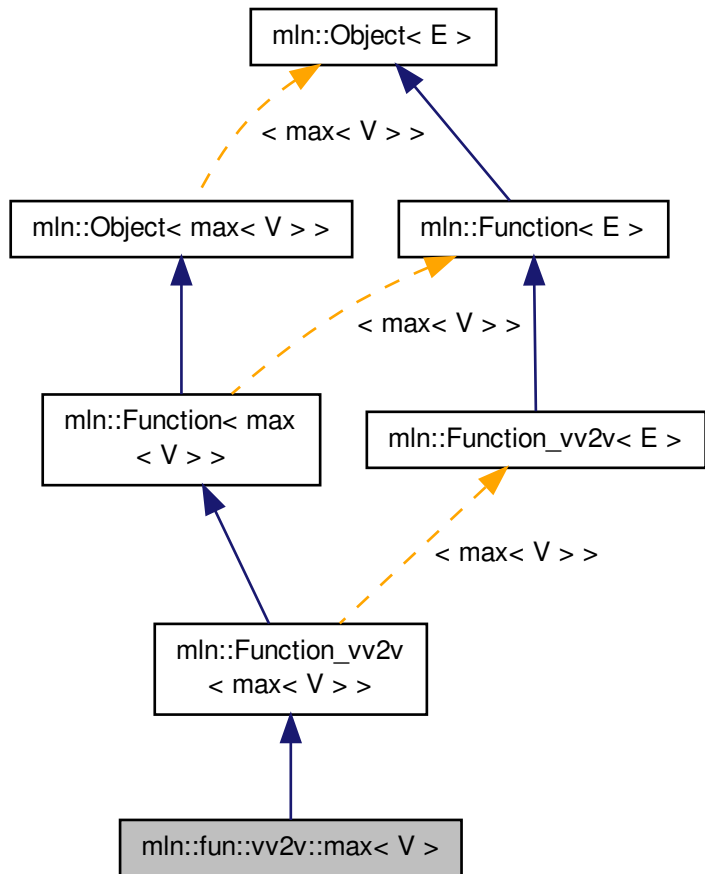 mln::Object< E >
< max< V > >
mln::Object< max< V > >
mln::Function< E >
< max< V > >
mln::Function< max
< V > >
mln::Function_vv2v< E >
< max< V > >
mln::Function_vv2v
< max< V > >
mln::fun::vv2v::max< V >